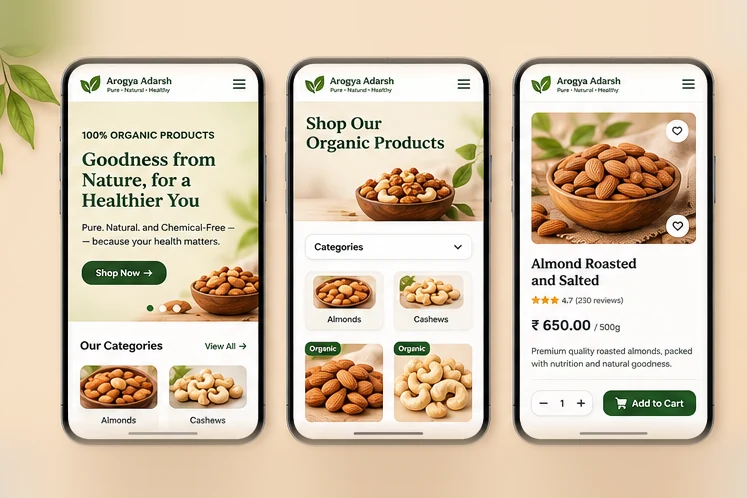 Arogya Adarsh
Pure • Natural • Healthy
100% ORGANIC PRODUCTS
Goodness from
Nature, for a
Healthier You
Pure. Natural. and Chemical-Free —
— because your health matters.
Shop Now →
Our Categories
View All →
Almonds
Cashews
Arogya Adarsh
Pure • Natural • Healthy
Shop Our
Organic Products
Categories
Almonds
Cashews
Organic
Organic
Arogya Adarsh
Pure • Natural • Healthy
Almond Roasted
and Salted
4.7 (230 reviews)
₹ 650.00 / 500g
Premium quality roasted almonds, packed
with nutrition and natural goodness.
− 1 +
Add to Cart